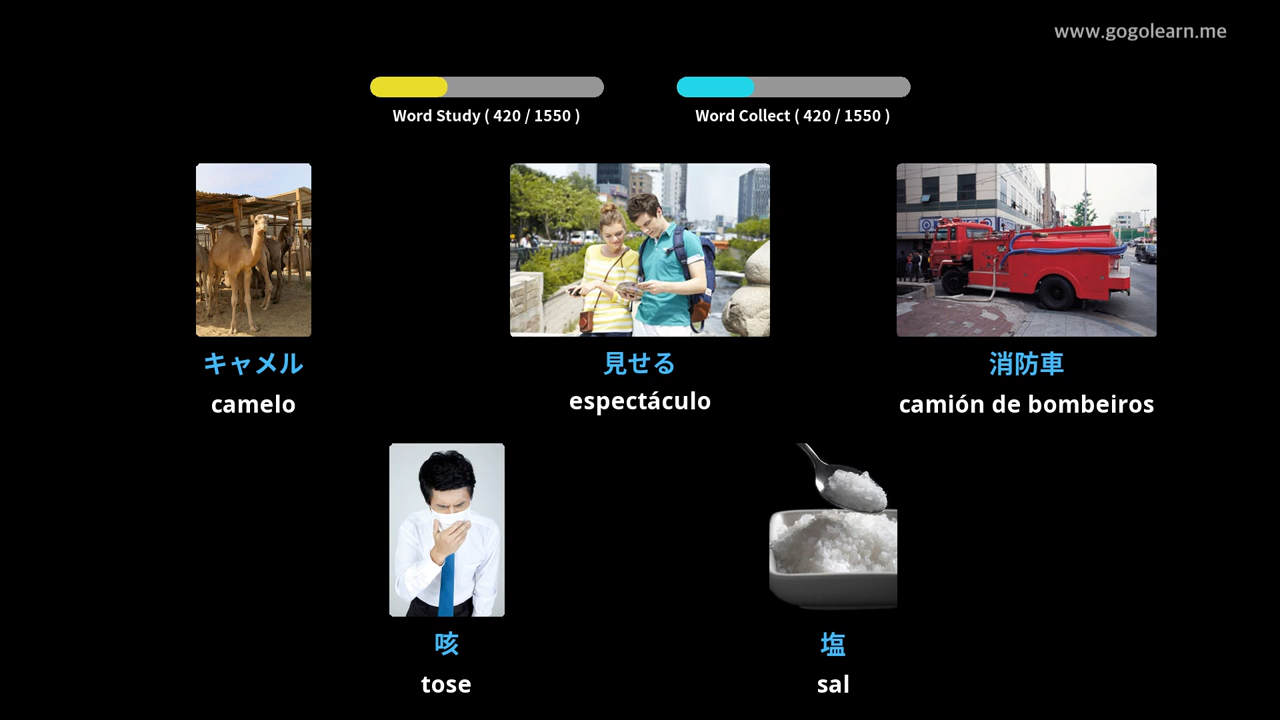 www.gogolearn.me
Word Study ( 420 / 1550 )
Word Collect ( 420 / 1550 )
キャメル
camelo
見せる
espectáculo
消防車
camión de bombeiros
咳
tose
塩
sal